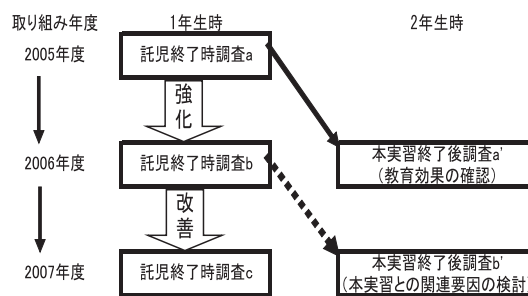 取り組み年度
1年生時
2年生時
2005年度
託児終了時調査a
強化
2006年度
託児終了時調査b
本実習終了後調査a'
(教育効果の確認)
改善
2007年度
託児終了時調査c
本実習終了後調査b'
(本実習との関連要因の検討)